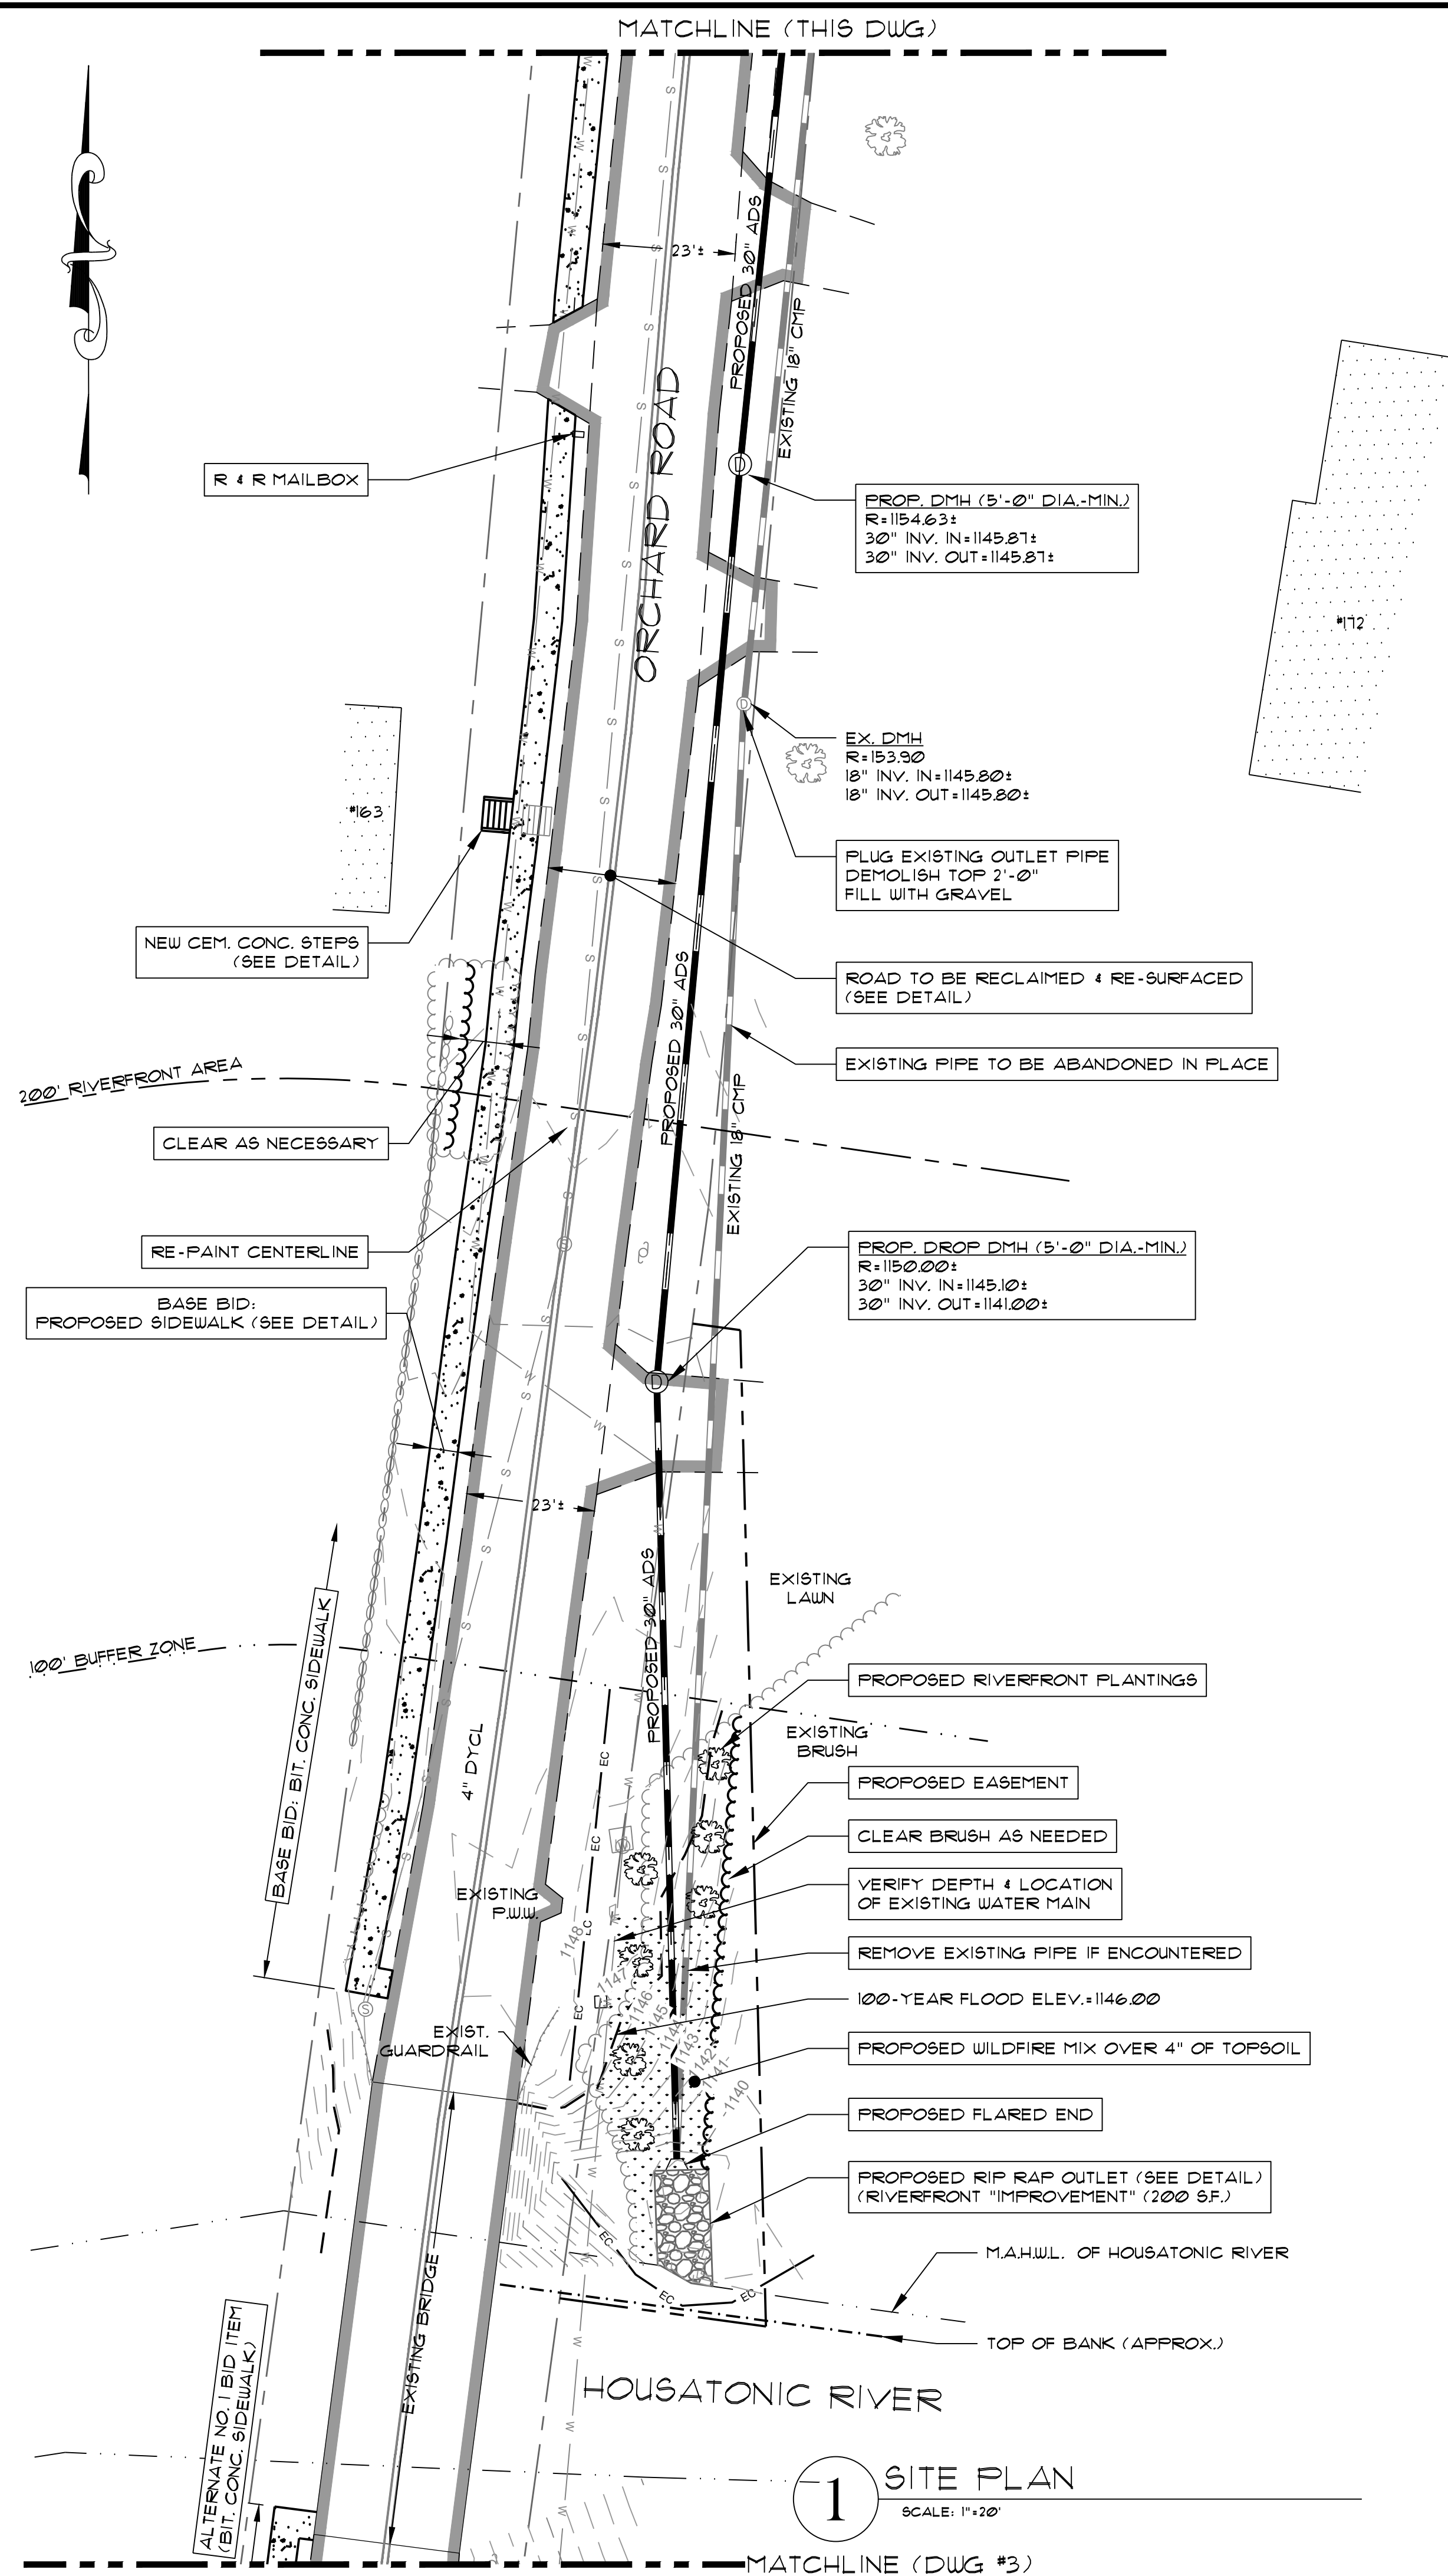 MATCHLINE (THIS DWG)
23'±
PROPOSED 30" ADS
EXISTING 18" CMP
ORCHARD ROAD
R & R MAILBOX
PROP. DMH (5'-0" DIA.-MIN.)
R=1154.63±
30" INV. IN=1145.87±
30" INV. OUT=1145.87±
#172
EX. DMH
R=153.90
18" INV. IN=1145.80±
18" INV. OUT=1145.80±
#163
PLUG EXISTING OUTLET PIPE
DEMOLISH TOP 2'-0"
FILL WITH GRAVEL
NEW CEM. CONC. STEPS
(SEE DETAIL)
ROAD TO BE RECLAIMED & RE-SURFACED
(SEE DETAIL)
PROPOSED 30" ADS
EXISTING PIPE TO BE ABANDONED IN PLACE
200' RIVERFRONT AREA
EXISTING 18" CMP
CLEAR AS NECESSARY
RE-PAINT CENTERLINE
PROP. DROP DMH (5'-0" DIA.-MIN.)
R=1150.00±
30" INV. IN=1145.10±
30" INV. OUT=1141.00±
BASE BID:
PROPOSED SIDEWALK (SEE DETAIL)
23'±
EXISTING
LAWN
PROPOSED 30" ADS
BASE BID: BIT. CONC. SIDEWALK
100' BUFFER ZONE
PROPOSED RIVERFRONT PLANTINGS
EXISTING
BRUSH
4" DYCL
PROPOSED EASEMENT
CLEAR BRUSH AS NEEDED
VERIFY DEPTH & LOCATION
OF EXISTING WATER MAIN
EXISTING
P.W.W.
REMOVE EXISTING PIPE IF ENCOUNTERED
1148
1147
1146
1145
1144
1143
1142
1141
1140
100-YEAR FLOOD ELEV.=1146.00
EXIST.
GUARDRAIL
PROPOSED WILDFIRE MIX OVER 4" OF TOPSOIL
PROPOSED FLARED END
PROPOSED RIP RAP OUTLET (SEE DETAIL)
(RIVERFRONT "IMPROVEMENT" (200 S.F.)
M.A.H.W.L. OF HOUSATONIC RIVER
TOP OF BANK (APPROX.)
EXISTING BRIDGE
ALTERNATE NO. 1 BID ITEM
(BIT. CONC. SIDEWALK)
HOUSATONIC RIVER
1
SITE PLAN
SCALE: 1"=20'
MATCHLINE (DWG #3)